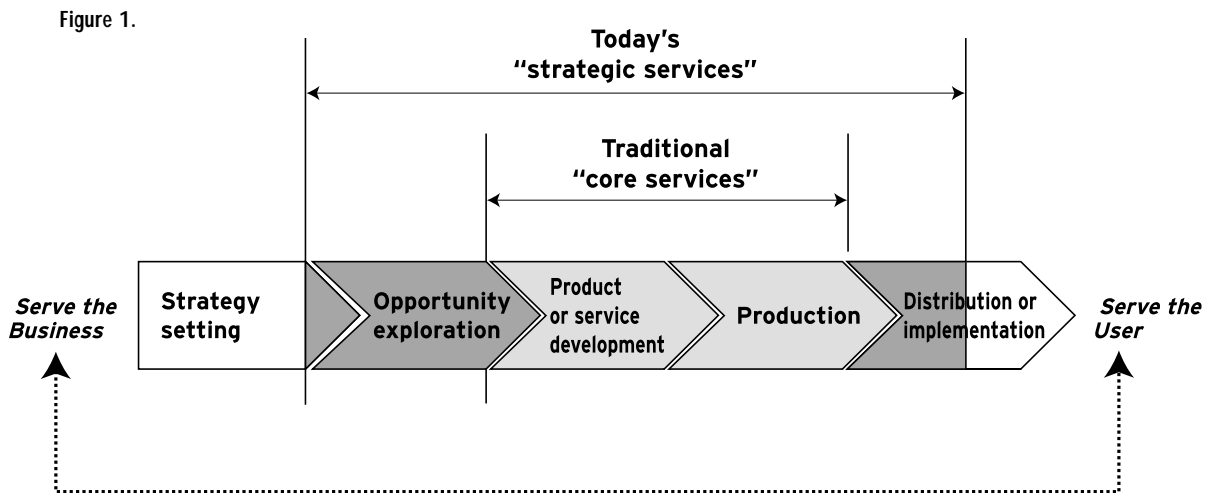 Figure 1.
Today's
“strategic services”
Traditional
“core services”
Serve the
Business
Strategy
setting
Opportunity
exploration
Product
or service
development
Production
Distribution or
implementation
Serve the
User